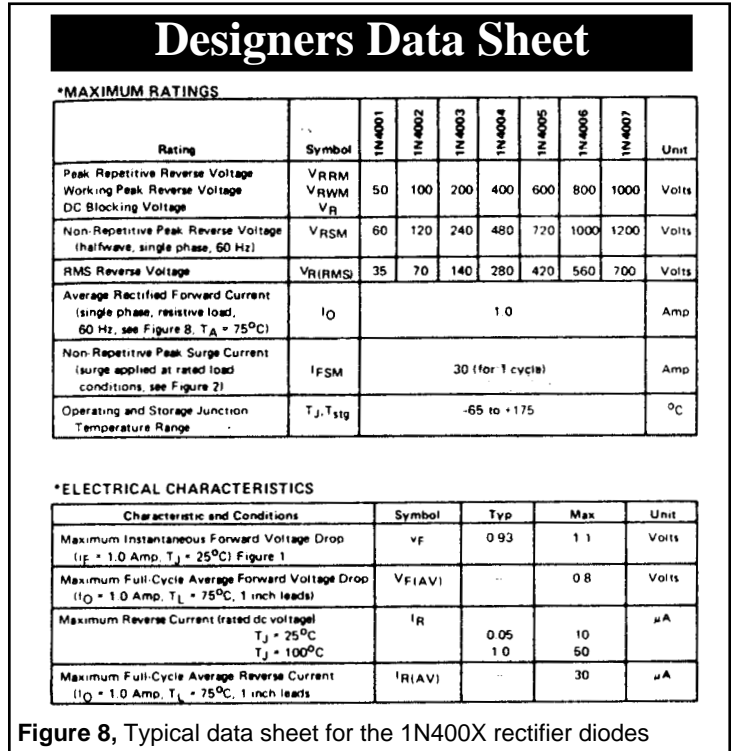 Designers Data Sheet
*MAXIMUM RATINGS
Rating Symbol 1N4001 1N4002 1N4003 1N4004 1N4005 1N4006 1N4007 Unit
Peak Repetitive Reverse Voltage VRRM
Working Peak Reverse Voltage VRWM 50 100 200 400 600 800 1000 Volts
DC Blocking Voltage VR
Non-Repetitive Peak Reverse Voltage VRSM 60 120 240 480 720 1000 1200 Volts
(halfwave, single phase, 60 Hz)
RMS Reverse Voltage VR(RMS) 35 70 140 280 420 560 700 Volts
Average Rectified Forward Current
(single phase, resistive load, IO 1.0 Amp
60 Hz, see Figure 8, TA = 75°C)
Non-Repetitive Peak Surge Current
(surge applied at rated load IFSM 30 (for 1 cycle) Amp
conditions, see Figure 2)
Operating and Storage Junction TJ, Tstg -65 to +175 °C
Temperature Range
*ELECTRICAL CHARACTERISTICS
Characteristic and Conditions Symbol Typ Max Unit
Maximum Instantaneous Forward Voltage Drop vF 0.93 1.1 Volts
(iF = 1.0 Amp, TJ = 25°C) Figure 1
Maximum Full-Cycle Average Forward Voltage Drop VF(AV) -- 0.8 Volts
(IO = 1.0 Amp, TL = 75°C, 1 inch leads)
Maximum Reverse Current (rated dc voltage) IR µA
TJ = 25°C 0.05 10
TJ = 100°C 1.0 50
Maximum Full-Cycle Average Reverse Current IR(AV) -- 30 µA
(IO = 1.0 Amp, TL = 75°C, 1 inch leads
Figure 8, Typical data sheet for the 1N400X rectifier diodes